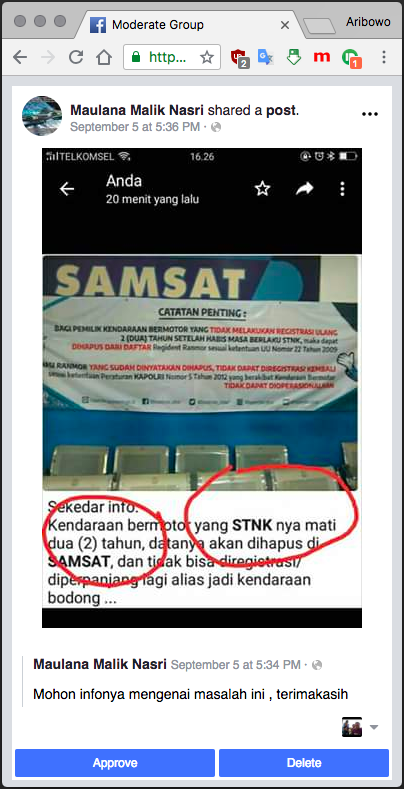 Moderate Group
Aribowo
http...
2
1
Maulana Malik Nasri shared a post.
September 5 at 5:36 PM
TELKOMSEL
16.26
Anda
20 menit yang lalu
SAMSAT
CATATAN PENTING :
BAGI PEMILIK KENDARAAN BERMOTOR YANG TIDAK MELAKUKAN REGISTRASI ULANG
2 (DUA) TAHUN SETELAH HABIS MASA BERLAKU STNK, maka dapat
DIHAPUS DARI DAFTAR Regident Ranmor sesuai ketentuan UU Nomor 22 Tahun 2009
RANMOR YANG SUDAH DINYATAKAN DIHAPUS, TIDAK DAPAT DIREGISTRASI KEMBALI
ketentuan Peraturan KAPOLRI Nomor 5 Tahun 2012 yang berakibat Kendaraan Bermotor
TIDAK DAPAT DIOPERASIONALKAN
Sekedar info:
Kendaraan bermotor yang STNK nya mati
dua (2) tahun, datanya akan dihapus di
SAMSAT, dan tidak bisa diregistrasi/
diperpanjang lagi alias jadi kendaraan
bodong ...
Maulana Malik Nasri September 5 at 5:34 PM
Mohon infonya mengenai masalah ini , terimakasih
Approve
Delete